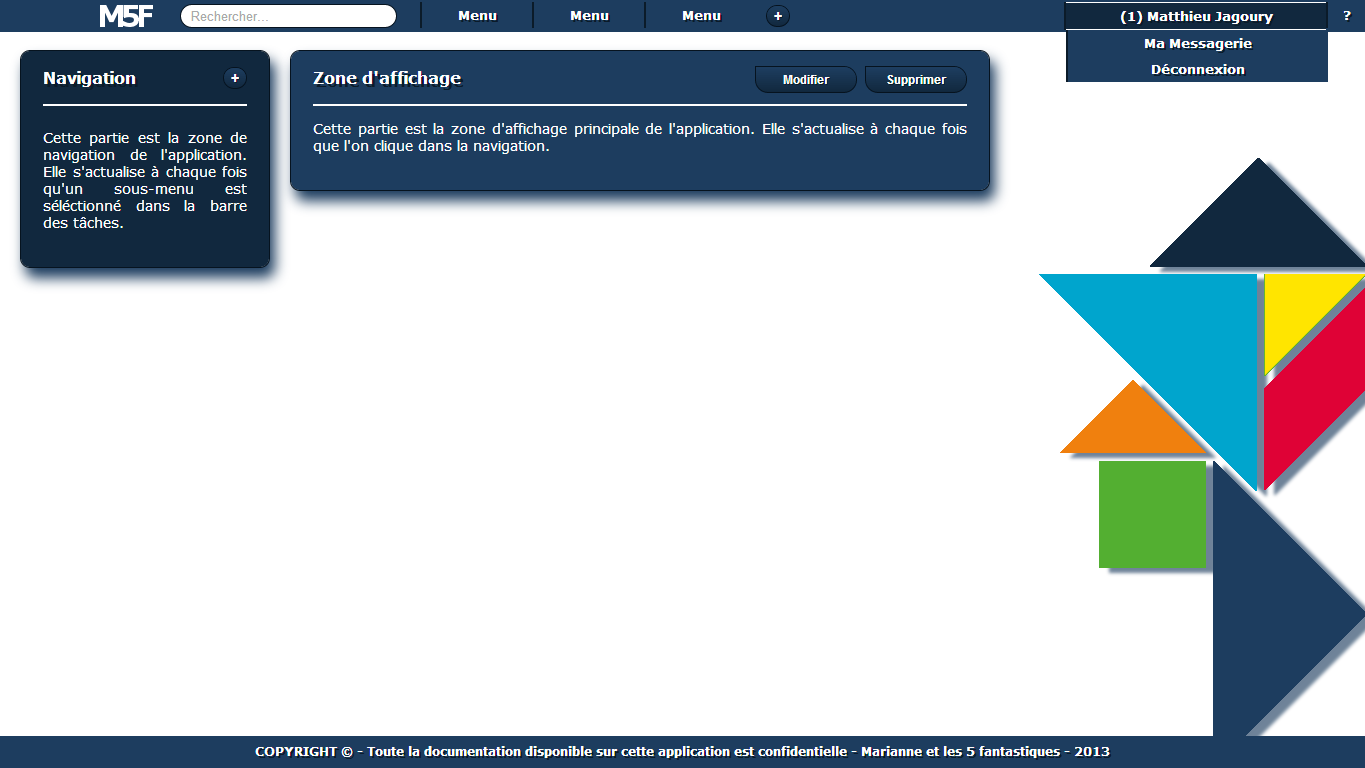 M5F Rechercher... Menu Menu Menu + (1) Matthieu Jagoury ?
Ma Messagerie
Déconnexion
Navigation +
Cette partie est la zone de
navigation de l'application.
Elle s'actualise à chaque fois
qu'un sous-menu est
séléctionné dans la barre
des tâches.
Zone d'affichage Modifier Supprimer
Cette partie est la zone d'affichage principale de l'application. Elle s'actualise à chaque fois
que l'on clique dans la navigation.
COPYRIGHT © - Toute la documentation disponible sur cette application est confidentielle - Marianne et les 5 fantastiques - 2013